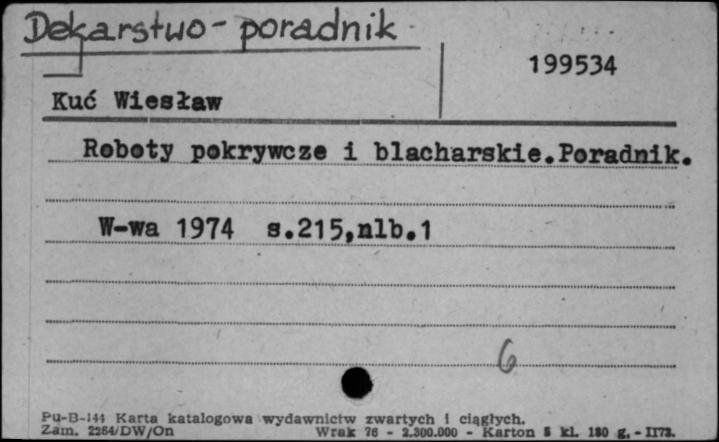 Dekarstwo - poradnik
199534
Kuć Wiesław
Roboty pokrywcze i blacharskie.Poradnik.
W-wa 1974 s.215,nlb.1
6
Pu-B-144 Karta katalogowa wydawnictw zwartych i ciągłych.
Zam. 2264/DW/On Wrak 76 - 2.300.000 - Karton 5 kl. 180 g. - II73.